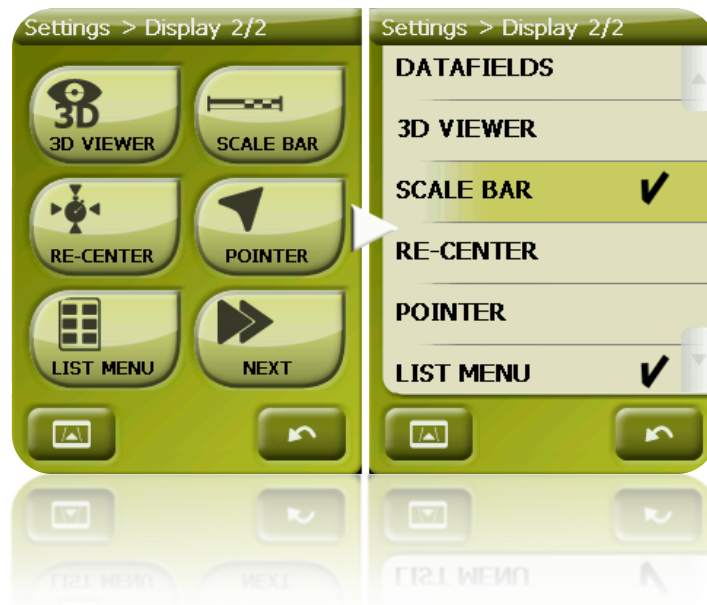 Settings > Display 2/2
3D
3D VIEWER
SCALE BAR
RE-CENTER
POINTER
LIST MENU
NEXT
Settings > Display 2/2
DATAFIELDS
3D VIEWER
SCALE BAR
RE-CENTER
POINTER
LIST MENU